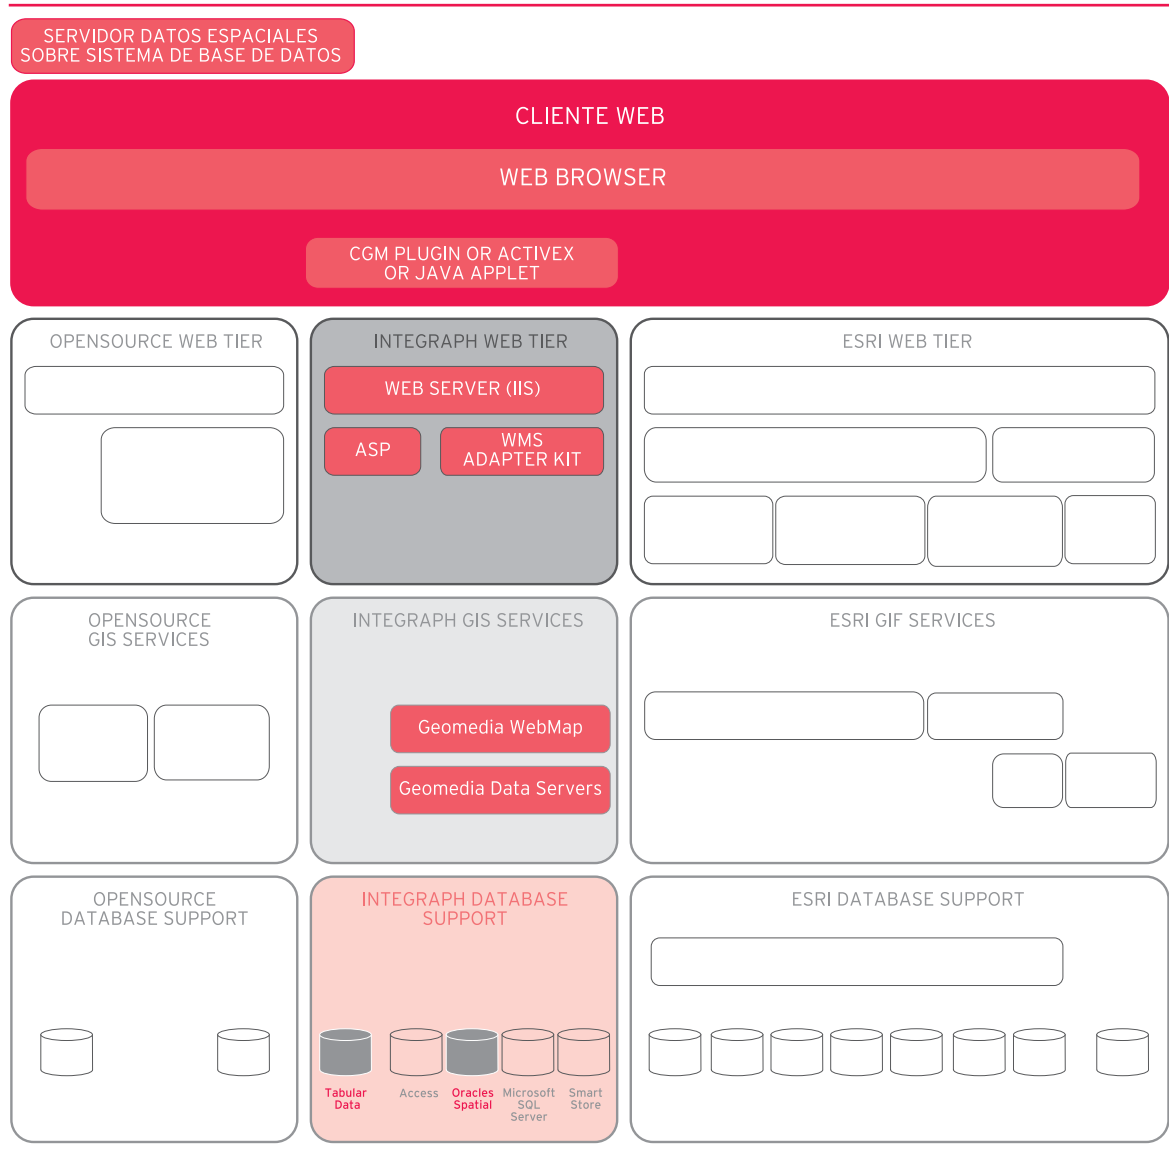 SERVIDOR DATOS ESPACIALES
SOBRE SISTEMA DE BASE DE DATOS
CLIENTE WEB
WEB BROWSER
CGM PLUGIN OR ACTIVEX
OR JAVA APPLET
OPENSOURCE WEB TIER
INTEGRAPH WEB TIER
WEB SERVER (IIS)
ASP
WMS
ADAPTER KIT
ESRI WEB TIER
OPENSOURCE
GIS SERVICES
INTEGRAPH GIS SERVICES
Geomedia WebMap
Geomedia Data Servers
ESRI GIF SERVICES
OPENSOURCE
DATABASE SUPPORT
INTEGRAPH DATABASE
SUPPORT
Tabular
Data
Access
Oracles
Spatial
Microsoft
SQL
Server
Smart
Store
ESRI DATABASE SUPPORT